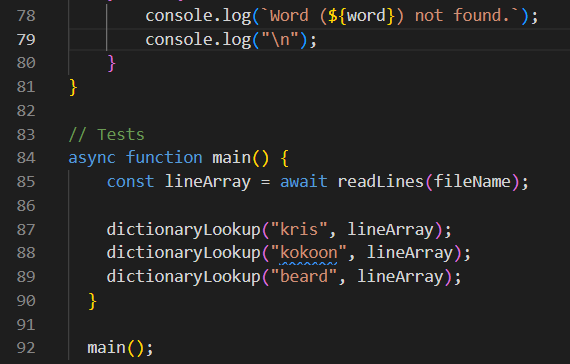 78 console.log(`Word (${word}) not found.`);
79 console.log("\n");
80 }
81 }
82
83 // Tests
84 async function main() {
85 const lineArray = await readLines(fileName);
86
87 dictionaryLookup("kris", lineArray);
88 dictionaryLookup("kokoon", lineArray);
89 dictionaryLookup("beard", lineArray);
90 }
91
92 main();